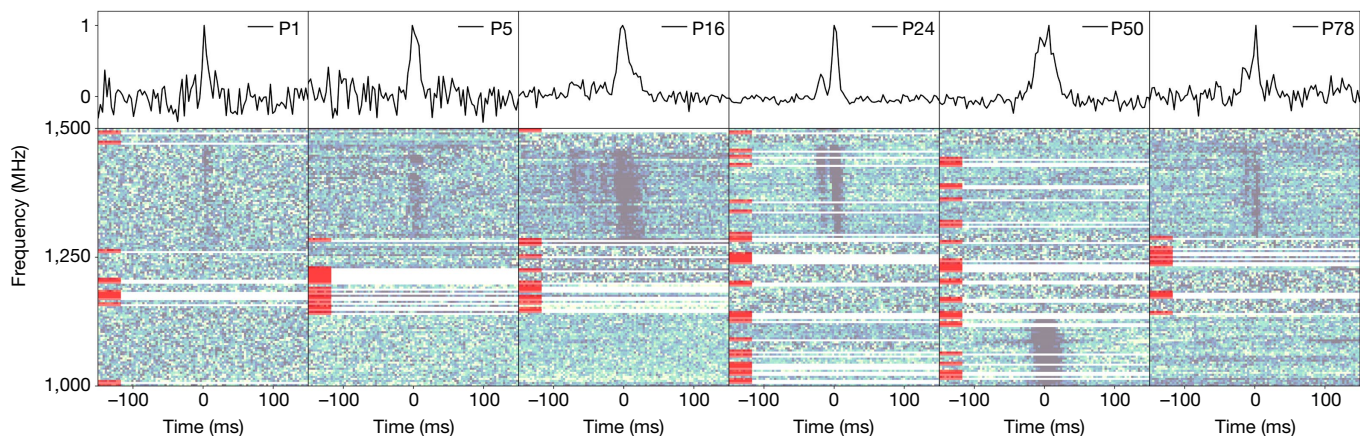 P1 P5 P16 P24 P50 P78
1
0
Frequency (MHz)
1,500
1,250
1,000
−100 0 100 −100 0 100 −100 0 100 −100 0 100 −100 0 100 −100 0 100
Time (ms) Time (ms) Time (ms) Time (ms) Time (ms) Time (ms)